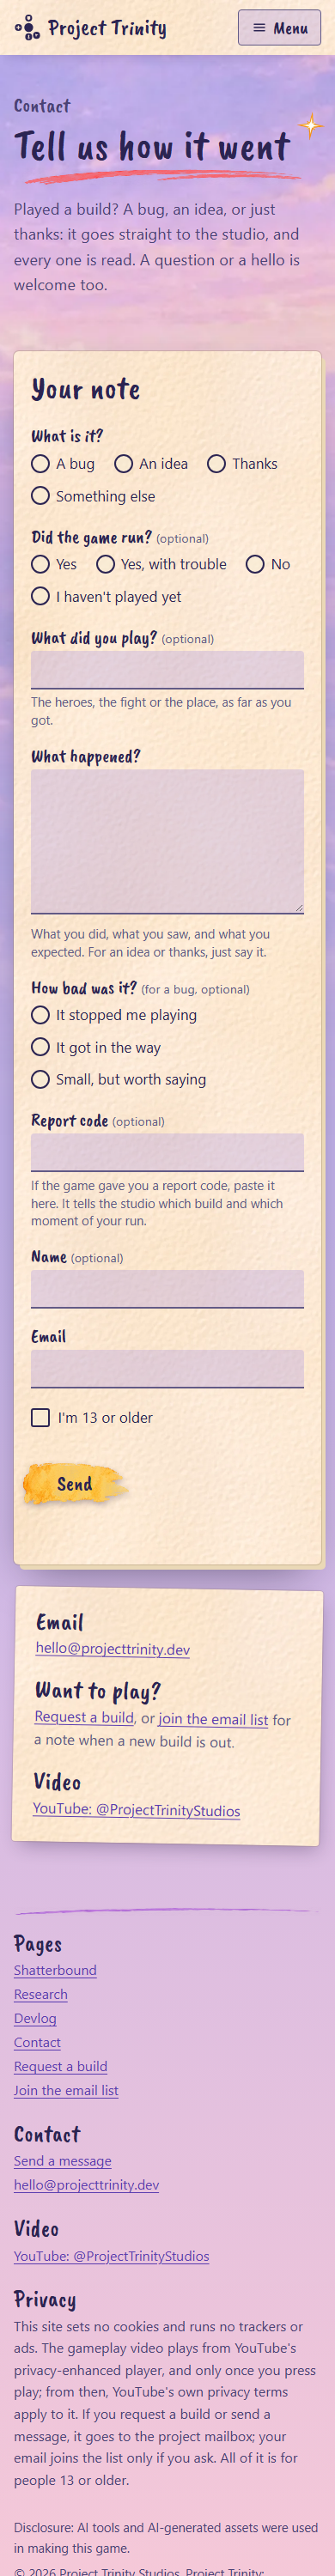 Project Trinity
Menu
Contact
Tell us how it went
Played a build? A bug, an idea, or just
thanks: it goes straight to the studio, and
every one is read. A question or a hello is
welcome too.
Your note
What is it?
A bug An idea Thanks
Something else
Did the game run? (optional)
Yes Yes, with trouble No
I haven't played yet
What did you play? (optional)
The heroes, the fight or the place, as far as you
got.
What happened?
What you did, what you saw, and what you
expected. For an idea or thanks, just say it.
How bad was it? (for a bug, optional)
It stopped me playing
It got in the way
Small, but worth saying
Report code (optional)
If the game gave you a report code, paste it
here. It tells the studio which build and which
moment of your run.
Name (optional)
Email
I'm 13 or older
Send
Email
hello@projecttrinity.dev
Want to play?
Request a build, or join the email list for
a note when a new build is out.
Video
YouTube: @ProjectTrinityStudios
Pages
Shatterbound
Research
Devlog
Contact
Request a build
Join the email list
Contact
Send a message
hello@projecttrinity.dev
Video
YouTube: @ProjectTrinityStudios
Privacy
This site sets no cookies and runs no trackers or
ads. The gameplay video plays from YouTube's
privacy-enhanced player, and only once you press
play; from then, YouTube's own privacy terms
apply to it. If you request a build or send a
message, it goes to the project mailbox; your
email joins the list only if you ask. All of it is for
people 13 or older.
Disclosure: AI tools and AI-generated assets were used
in making this game.
© 2026 Project Trinity Studios. Project Trinity: